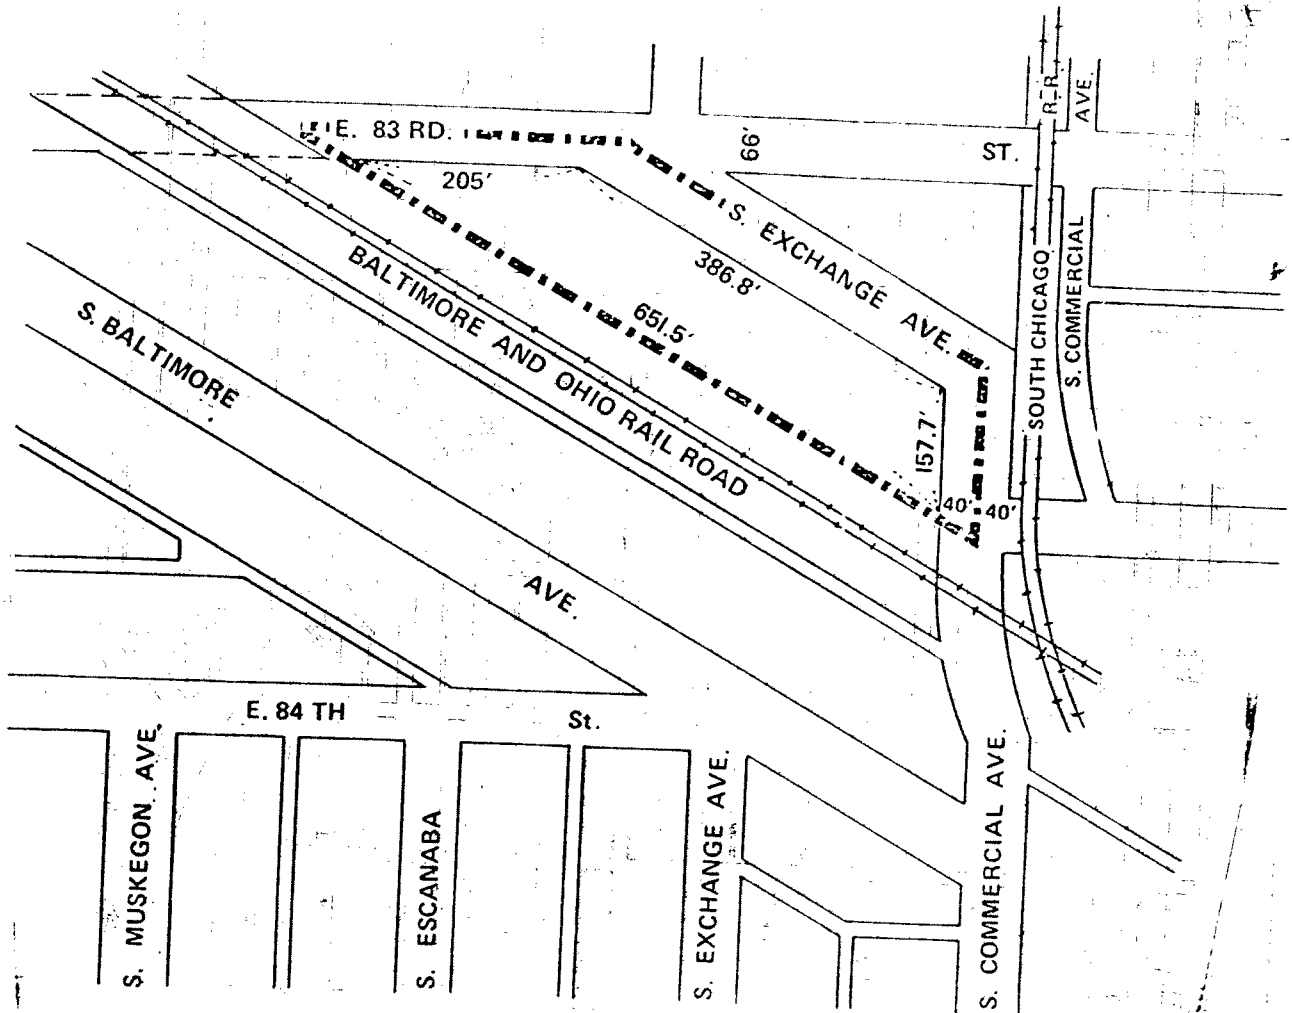 R-R
AVE.
E. 83 RD.
66'
ST.
205'
S. EXCHANGE AVE.
386.8'
BALTIMORE AND OHIO RAIL ROAD
651.5'
SOUTH CHICAGO
S. COMMERCIAL
S. BALTIMORE
157.7'
40' 40'
AVE.
E. 84 TH
St.
S. MUSKEGON AVE.
S. ESCANABA
S. EXCHANGE AVE.
S. COMMERCIAL AVE.